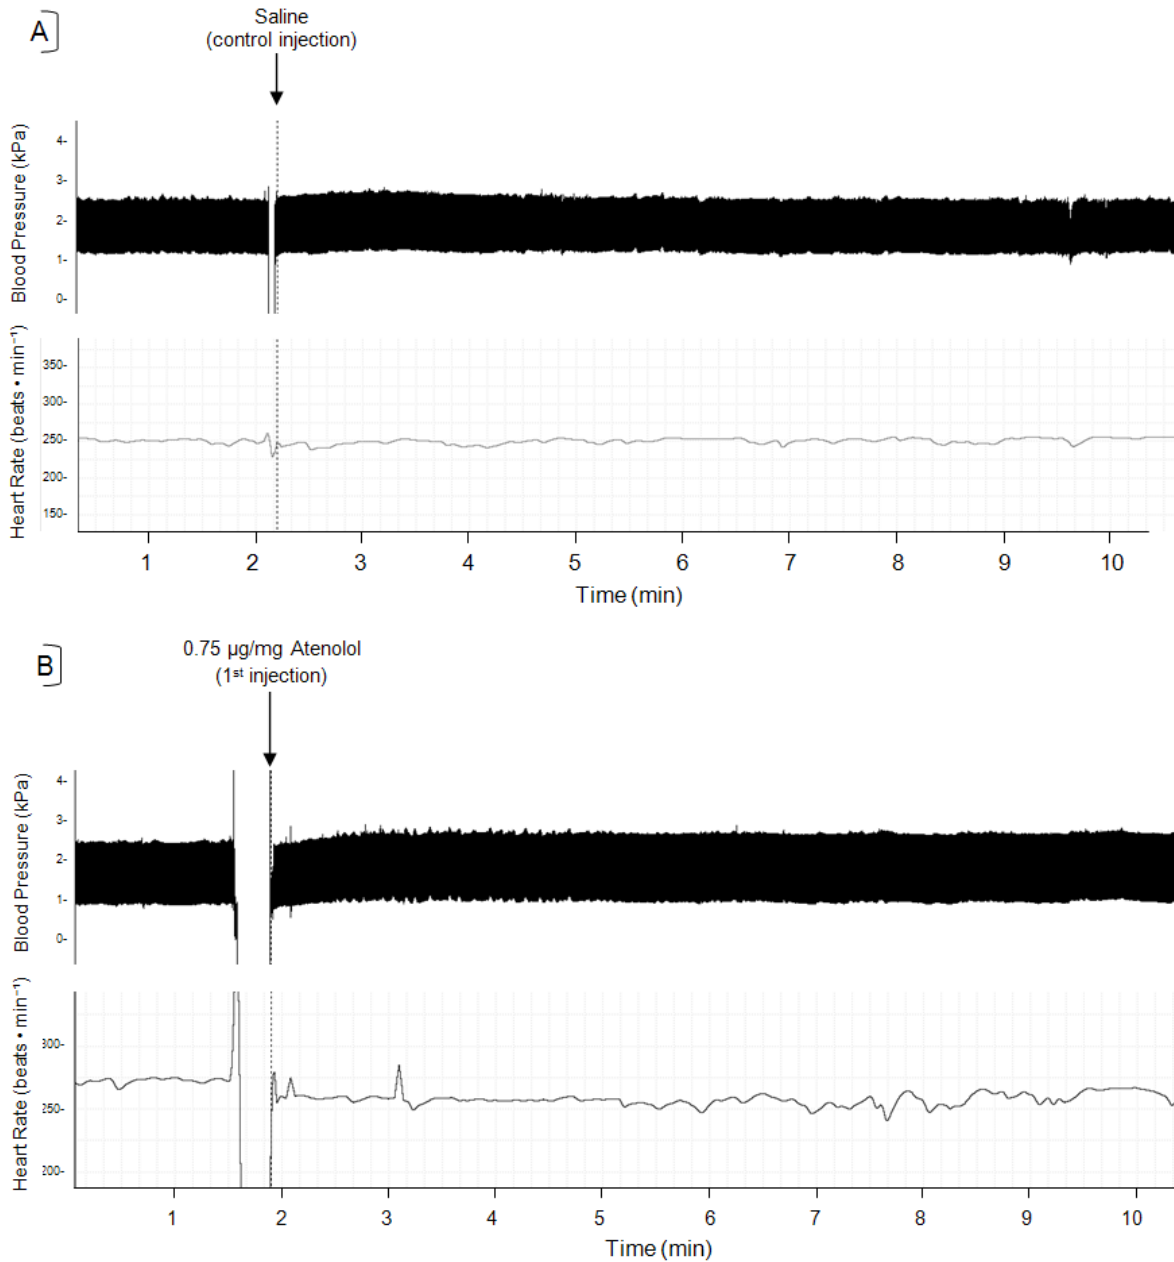 A
Saline
(control injection)
Blood Pressure (kPa)
4-
3-
2-
1-
0-
Heart Rate (beats • min⁻¹)
350-
300-
250-
200-
150-
1 2 3 4 5 6 7 8 9 10
Time (min)
B
0.75 µg/mg Atenolol
(1st injection)
Blood Pressure (kPa)
4-
3-
2-
1-
0-
Heart Rate (beats • min⁻¹)
300-
250-
200-
1 2 3 4 5 6 7 8 9 10
Time (min)